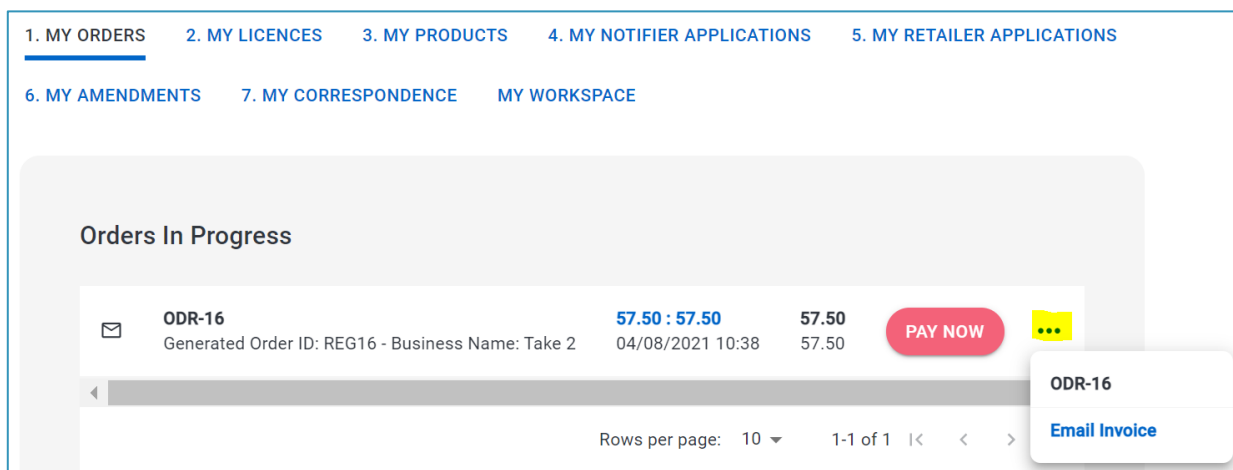 1. MY ORDERS 2. MY LICENCES 3. MY PRODUCTS 4. MY NOTIFIER APPLICATIONS 5. MY RETAILER APPLICATIONS
6. MY AMENDMENTS 7. MY CORRESPONDENCE MY WORKSPACE
Orders In Progress
ODR-16 57.50 : 57.50 57.50
Generated Order ID: REG16 - Business Name: Take 2 04/08/2021 10:38 57.50
PAY NOW
ODR-16
Email Invoice
Rows per page: 10 1-1 of 1